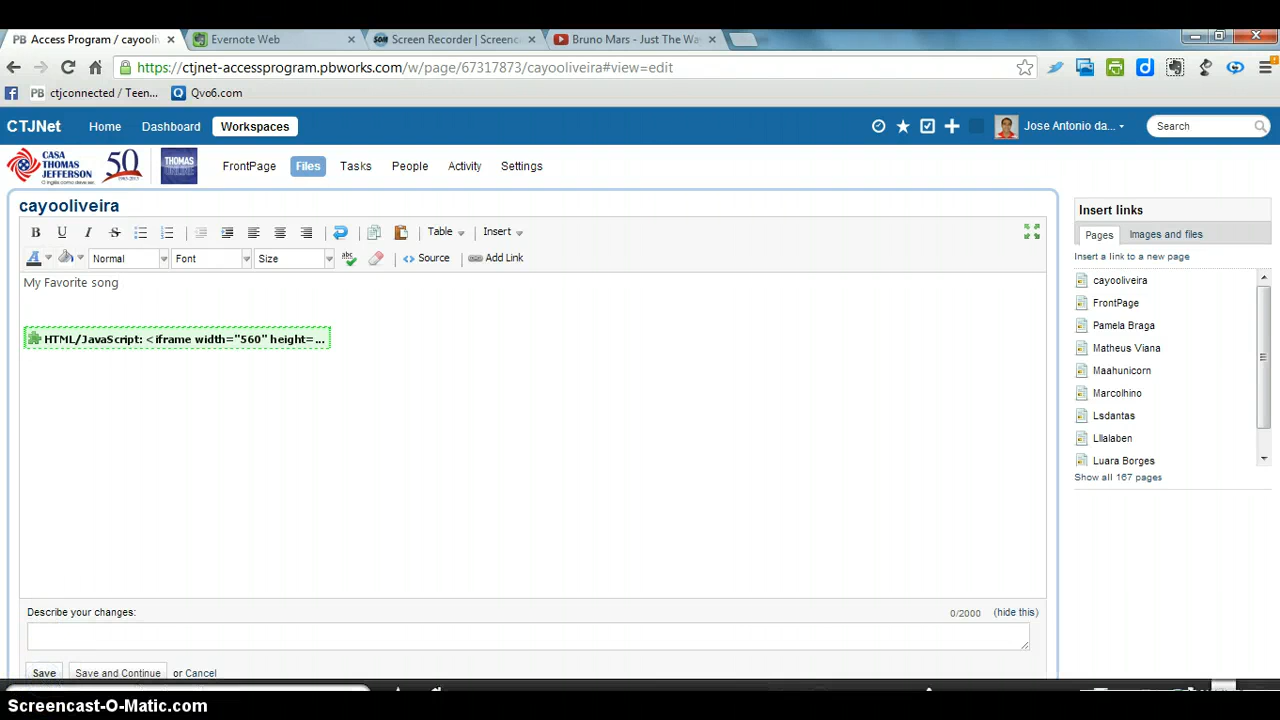 PB Access Program / cayooliv
Evernote Web
SOM Screen Recorder | Screenc
Bruno Mars - Just The Wa
https://ctjnet-accessprogram.pbworks.com/w/page/67317873/cayooliveira#view=edit
PB ctjconnected / Teen...
Qvo6.com
CTJNet
Home
Dashboard
Workspaces
Jose Antonio da...
Search
CASA THOMAS JEFFERSON
50
THOMAS
FrontPage
Files
Tasks
People
Activity
Settings
cayooliveira
B U I S
Table
Insert
A
Normal
Font
Size
abc
Source
Add Link
My Favorite song
HTML/JavaScript: <iframe width="560" height=...
Describe your changes:
0/2000
(hide this)
Save
Save and Continue
or Cancel
Insert links
Pages
Images and files
Insert a link to a new page
cayooliveira
FrontPage
Pamela Braga
Matheus Viana
Maahunicorn
Marcolhino
Lsdantas
Lllalaben
Luara Borges
Show all 167 pages
Screencast-O-Matic.com